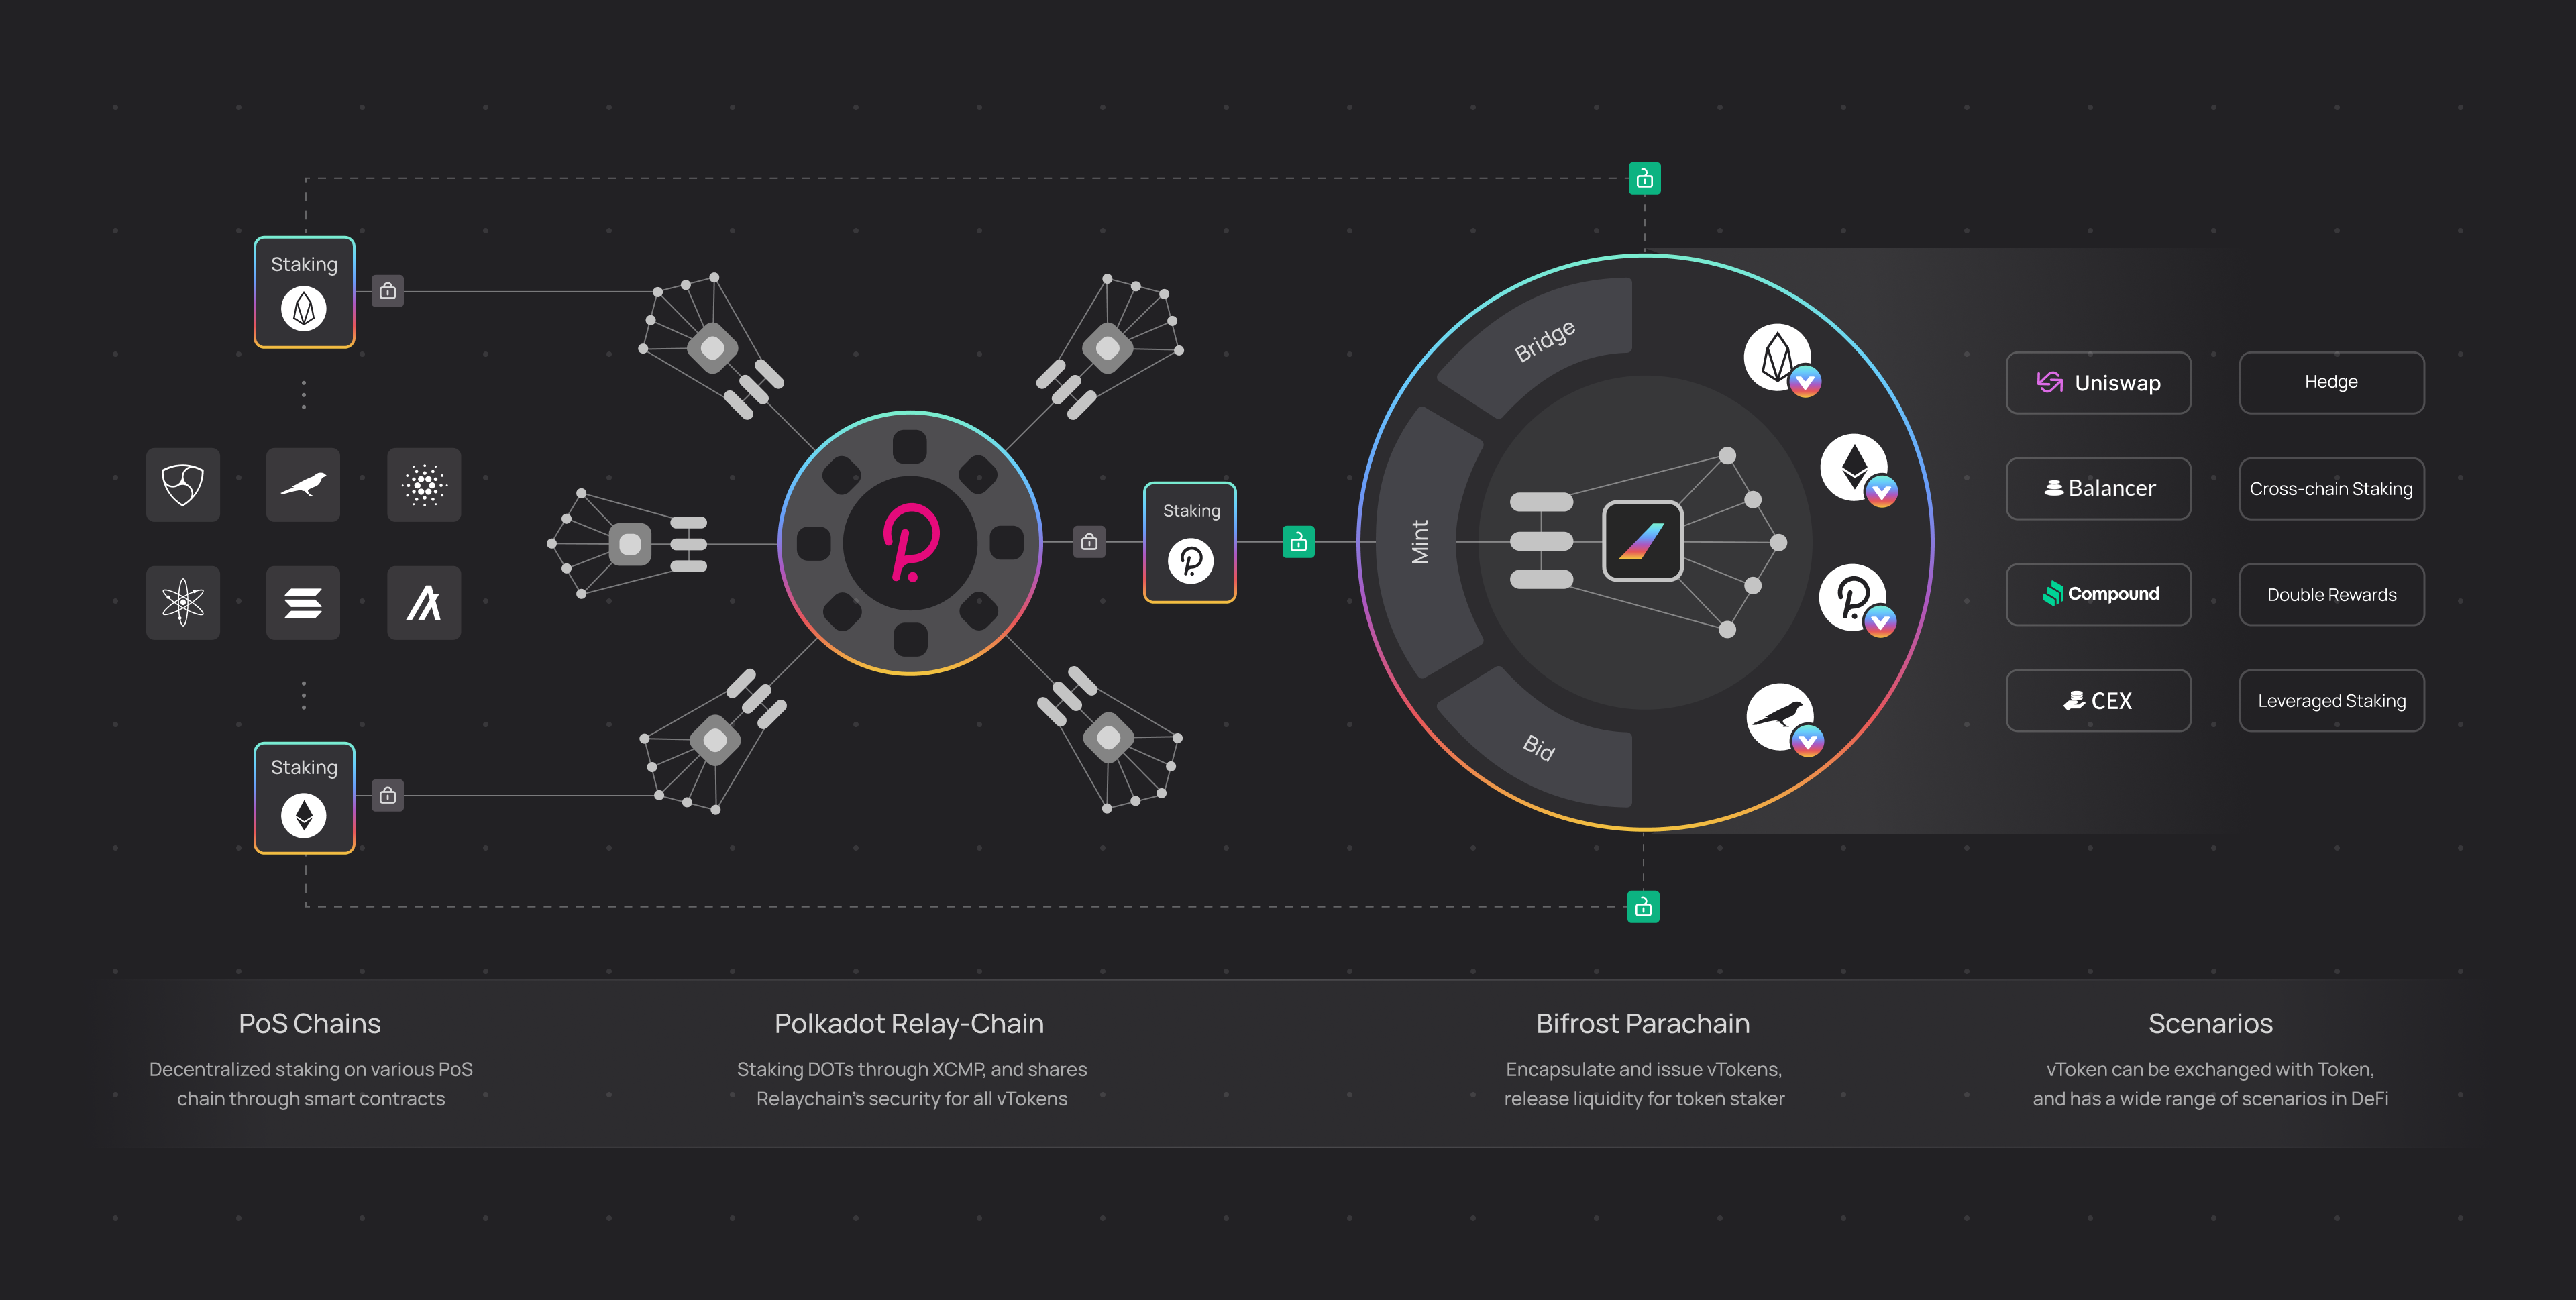 Staking
Staking
Staking
Bridge
Mint
Bid
Uniswap
Hedge
Balancer
Cross-chain Staking
Compound
Double Rewards
CEX
Leveraged Staking
PoS Chains
Decentralized staking on various PoS
chain through smart contracts
Polkadot Relay-Chain
Staking DOTs through XCMP, and shares
Relaychain's security for all vTokens
Bifrost Parachain
Encapsulate and issue vTokens,
release liquidity for token staker
Scenarios
vToken can be exchanged with Token,
and has a wide range of scenarios in DeFi